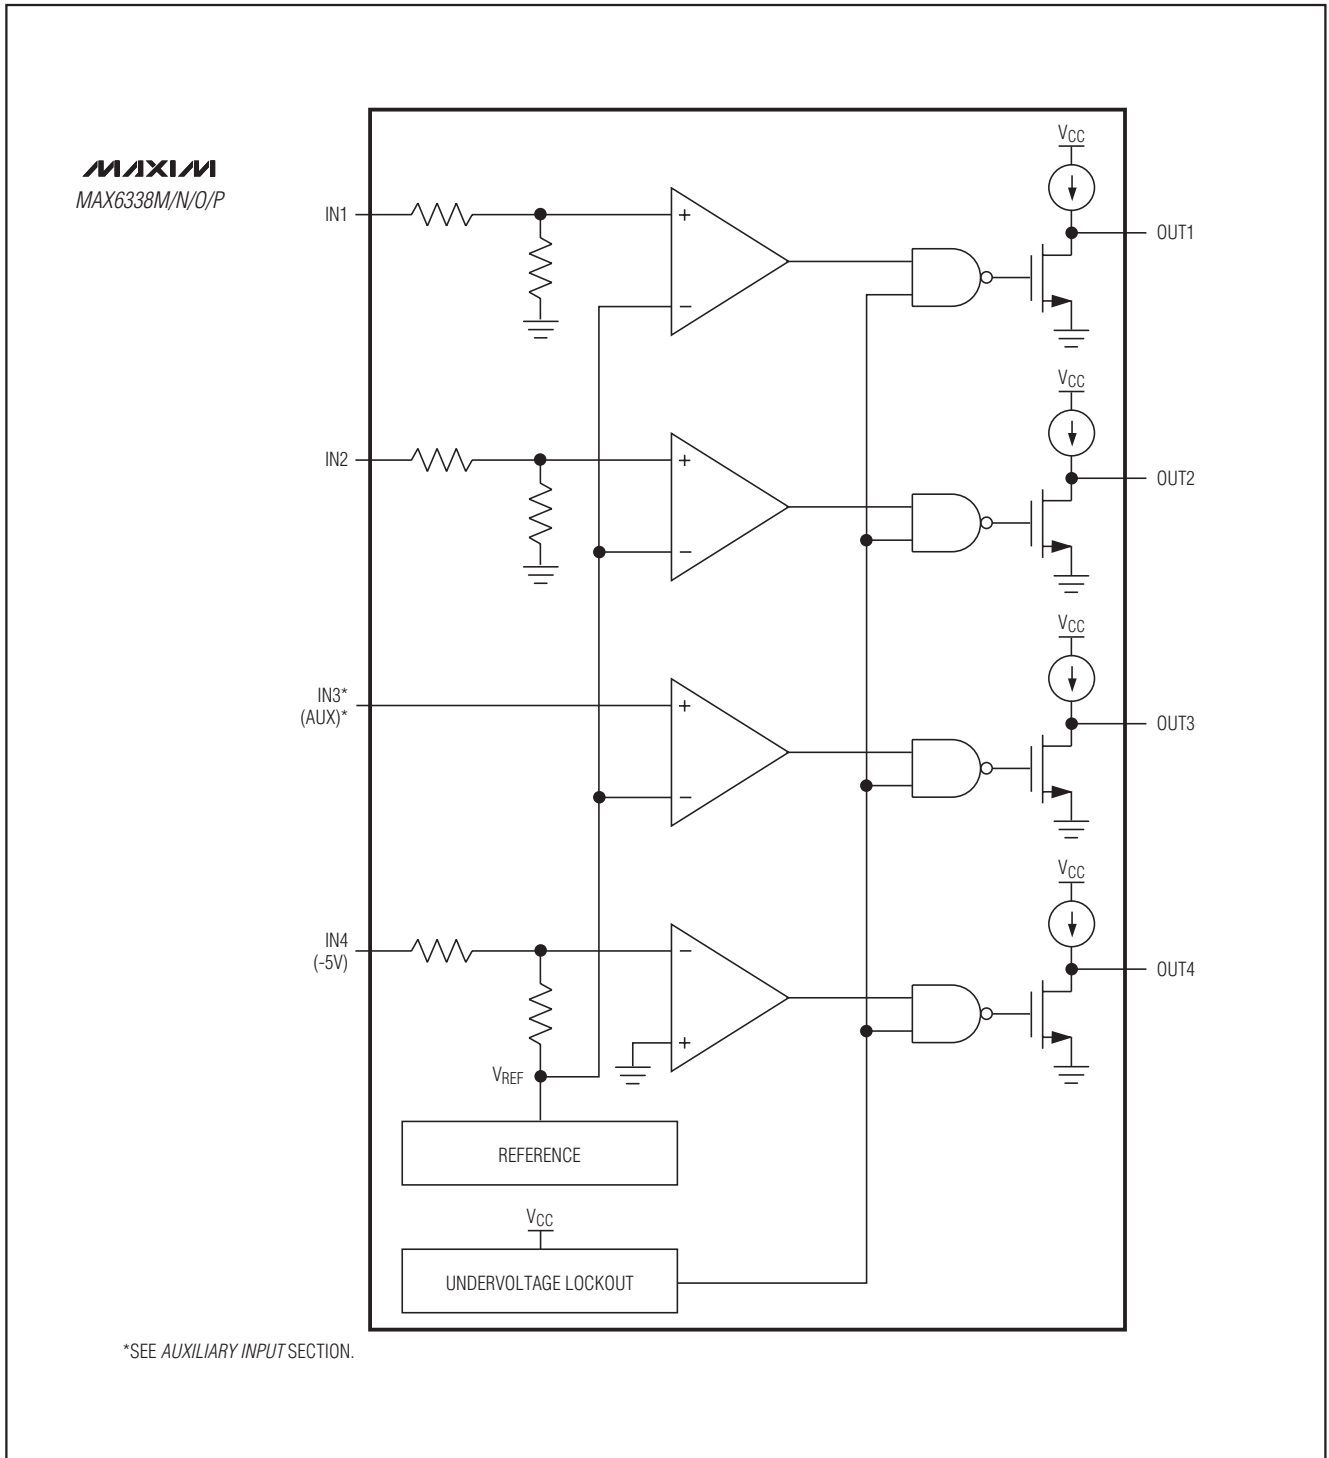 MAXIM
MAX6338M/N/O/P
VCC
IN1
+
OUT1
−
VCC
IN2
+
OUT2
−
VCC
IN3*
(AUX)*
+
OUT3
−
VCC
IN4
(-5V)
−
OUT4
+
VREF
REFERENCE
VCC
UNDERVOLTAGE LOCKOUT
*SEE AUXILIARY INPUT SECTION.